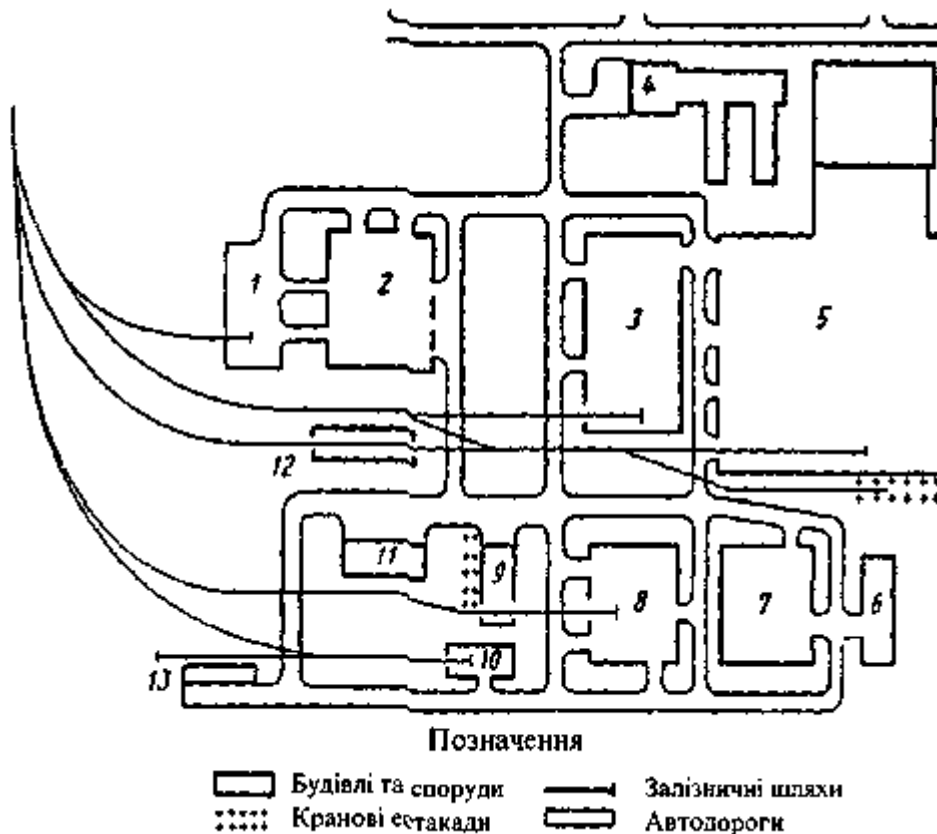 4
1
2
3
5
12
11
9
8
7
6
10
13
Позначення
Будівлі та споруди
Залізничні шляхи
Кранові естакади
Автодороги